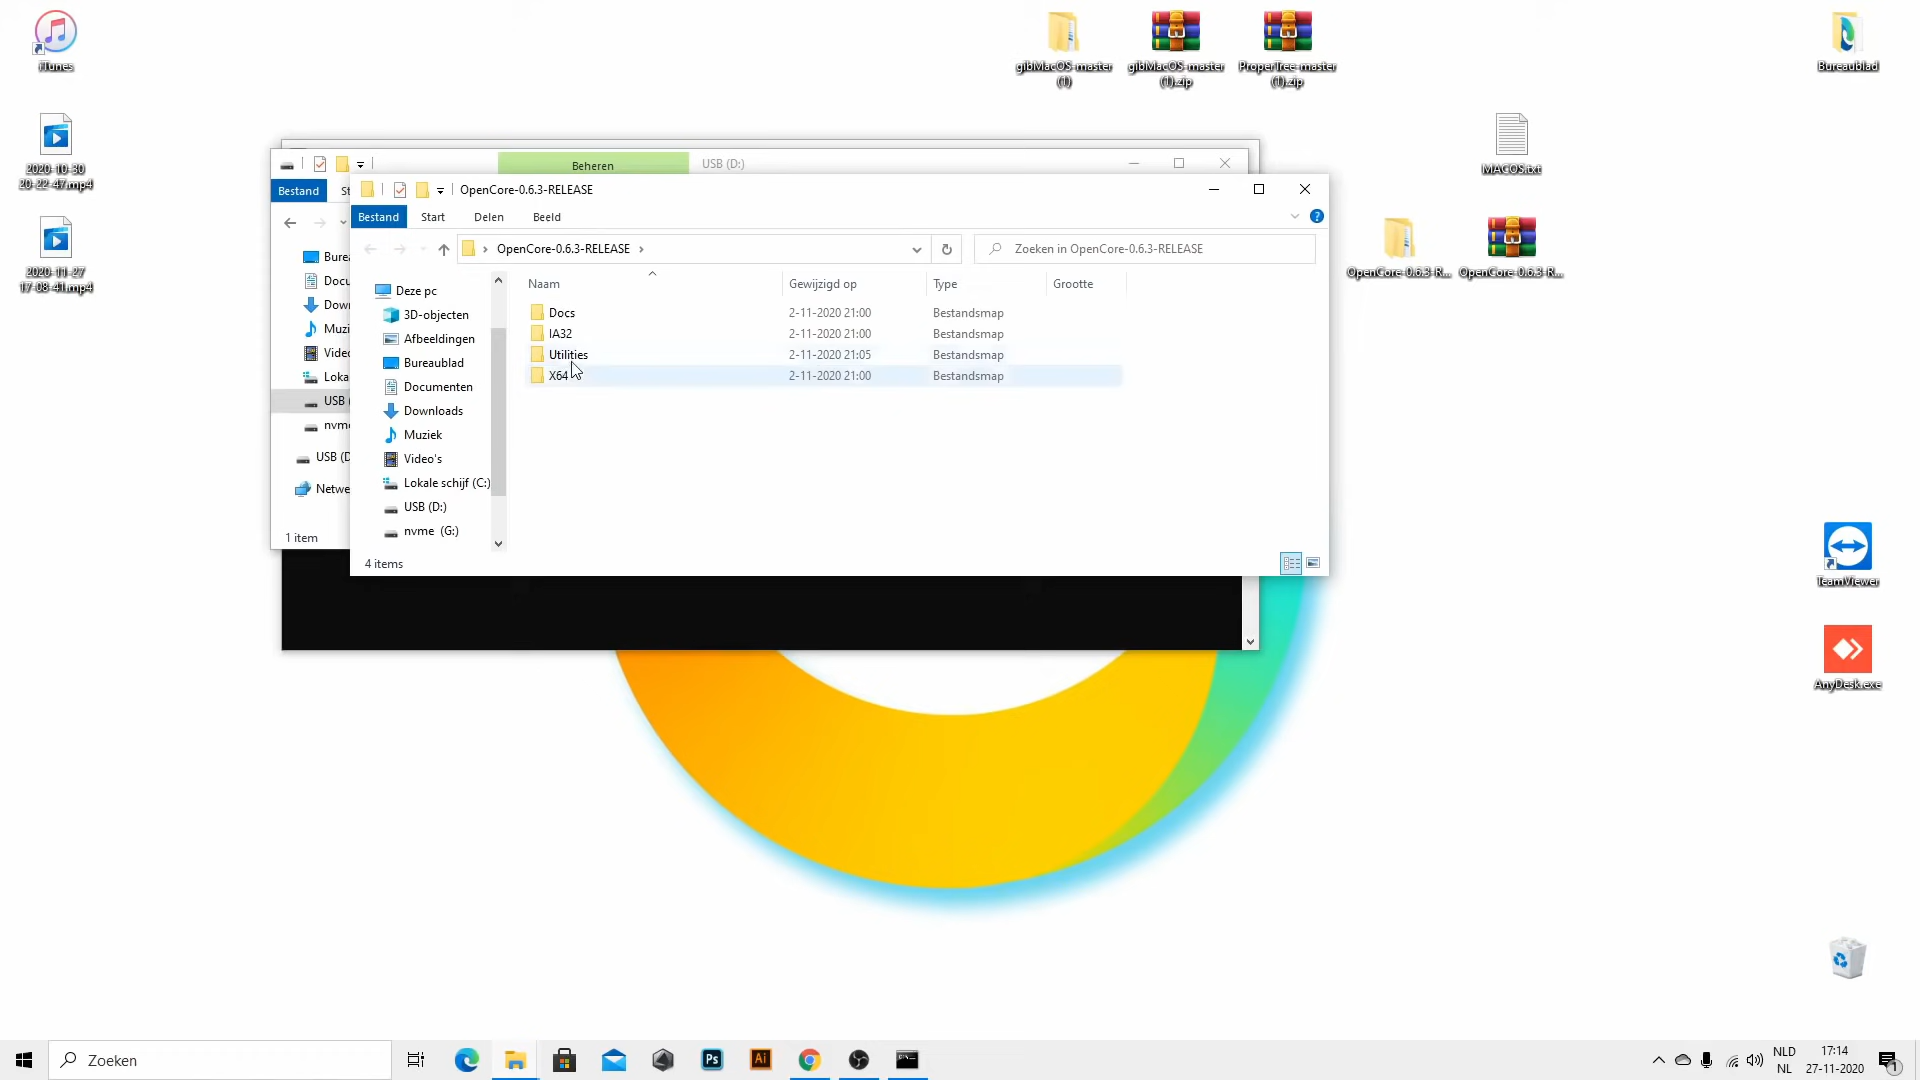 iTunes
gibMacOS-master
(1)
gibMacOS-master
(1).zip
ProperTree-master
(1).zip
Bureaublad
2020-10-30
20-22-47.mp4
MACOS.txt
2020-11-27
17-08-41.mp4
OpenCore-0.6.3-R...
OpenCore-0.6.3-R...
TeamViewer
AnyDesk.exe
Beheren
USB (D:)
Bestand
St
Burea
Docu
Down
Muzi
Vide
Loka
USB (
nvme
USB (D
Netwe
1 item
OpenCore-0.6.3-RELEASE
Bestand
Start
Delen
Beeld
OpenCore-0.6.3-RELEASE
Zoeken in OpenCore-0.6.3-RELEASE
Deze pc
3D-objecten
Afbeeldingen
Bureaublad
Documenten
Downloads
Muziek
Video's
Lokale schijf (C:)
USB (D:)
nvme (G:)
Naam Gewijzigd op Type Grootte
Docs 2-11-2020 21:00 Bestandsmap
IA32 2-11-2020 21:00 Bestandsmap
Utilities 2-11-2020 21:05 Bestandsmap
X64 2-11-2020 21:00 Bestandsmap
4 items
Zoeken
Ps
Ai
NLD
NL
17:14
27-11-2020
1